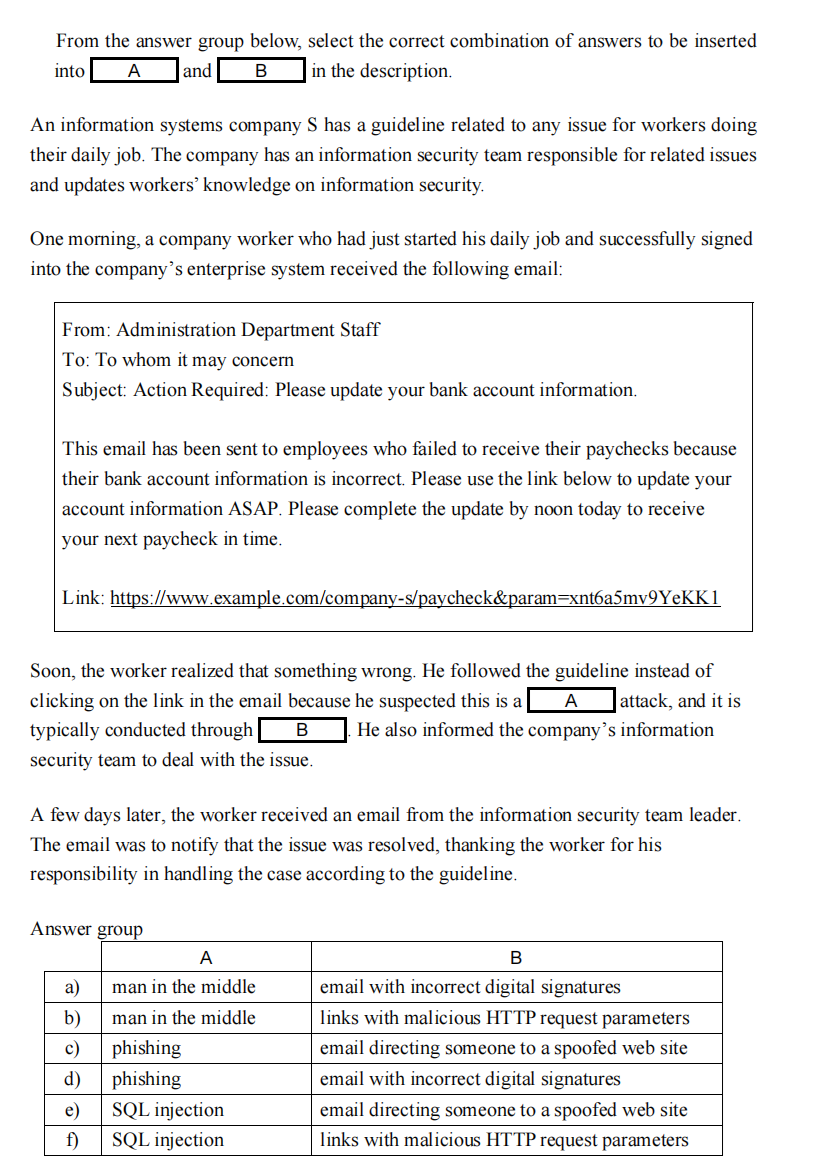 From the answer group below, select the correct combination of answers to be inserted
into A and B in the description.
An information systems company S has a guideline related to any issue for workers doing
their daily job. The company has an information security team responsible for related issues
and updates workers’ knowledge on information security.
One morning, a company worker who had just started his daily job and successfully signed
into the company’s enterprise system received the following email:
From: Administration Department Staff
To: To whom it may concern
Subject: Action Required: Please update your bank account information.
This email has been sent to employees who failed to receive their paychecks because
their bank account information is incorrect. Please use the link below to update your
account information ASAP. Please complete the update by noon today to receive
your next paycheck in time.
Link: https://www.example.com/company-s/paycheck&param=xnt6a5mv9YeKK1
Soon, the worker realized that something wrong. He followed the guideline instead of
clicking on the link in the email because he suspected this is a A attack, and it is
typically conducted through B. He also informed the company’s information
security team to deal with the issue.
A few days later, the worker received an email from the information security team leader.
The email was to notify that the issue was resolved, thanking the worker for his
responsibility in handling the case according to the guideline.
Answer group
A B
a) man in the middle email with incorrect digital signatures
b) man in the middle links with malicious HTTP request parameters
c) phishing email directing someone to a spoofed web site
d) phishing email with incorrect digital signatures
e) SQL injection email directing someone to a spoofed web site
f) SQL injection links with malicious HTTP request parameters